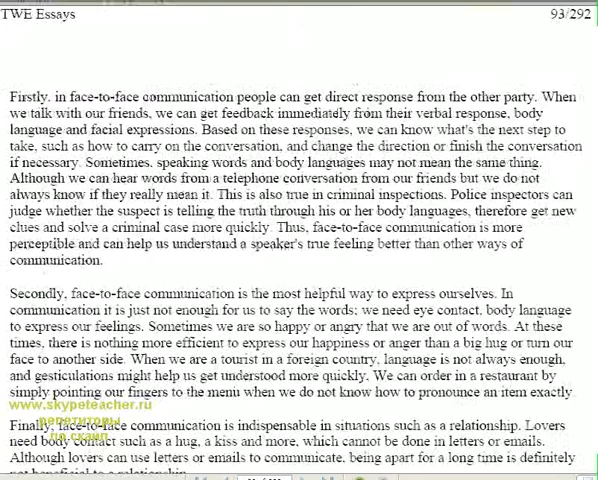 TWE Essays 93/292
Firstly, in face-to-face communication people can get direct response from the other party. When
we talk with our friends, we can get feedback immediately from their verbal response, body
language and facial expressions. Based on these responses, we can know what's the next step to
take, such as how to carry on the conversation, and change the direction or finish the conversation
if necessary. Sometimes, speaking words and body languages may not mean the same thing.
Although we can hear words from a telephone conversation from our friends but we do not
always know if they really mean it. This is also true in criminal inspections. Police inspectors can
judge whether the suspect is telling the truth through his or her body languages, therefore get new
clues and solve a criminal case more quickly. Thus, face-to-face communication is more
perceptible and can help us understand a speaker's true feeling better than other ways of
communication.
Secondly, face-to-face communication is the most helpful way to express ourselves. In
communication it is just not enough for us to say the words; we need eye contact, body language
to express our feelings. Sometimes we are so happy or angry that we are out of words. At these
times, there is nothing more efficient to express our happiness or anger than a big hug or turn our
face to another side. When we are a tourist in a foreign country, language is not always enough,
and gesticulations might help us get understood more quickly. We can order in a restaurant by
simply pointing our fingers to the menu when we do not know how to pronounce an item exactly.
www.skypeteacher.ru
репетиторы
по скайп
Finally, face-to-face communication is indispensable in situations such as a relationship. Lovers
need body contact such as a hug, a kiss and more, which cannot be done in letters or emails.
Although lovers can use letters or emails to communicate, being apart for a long time is definitely
not beneficial to a relationship.